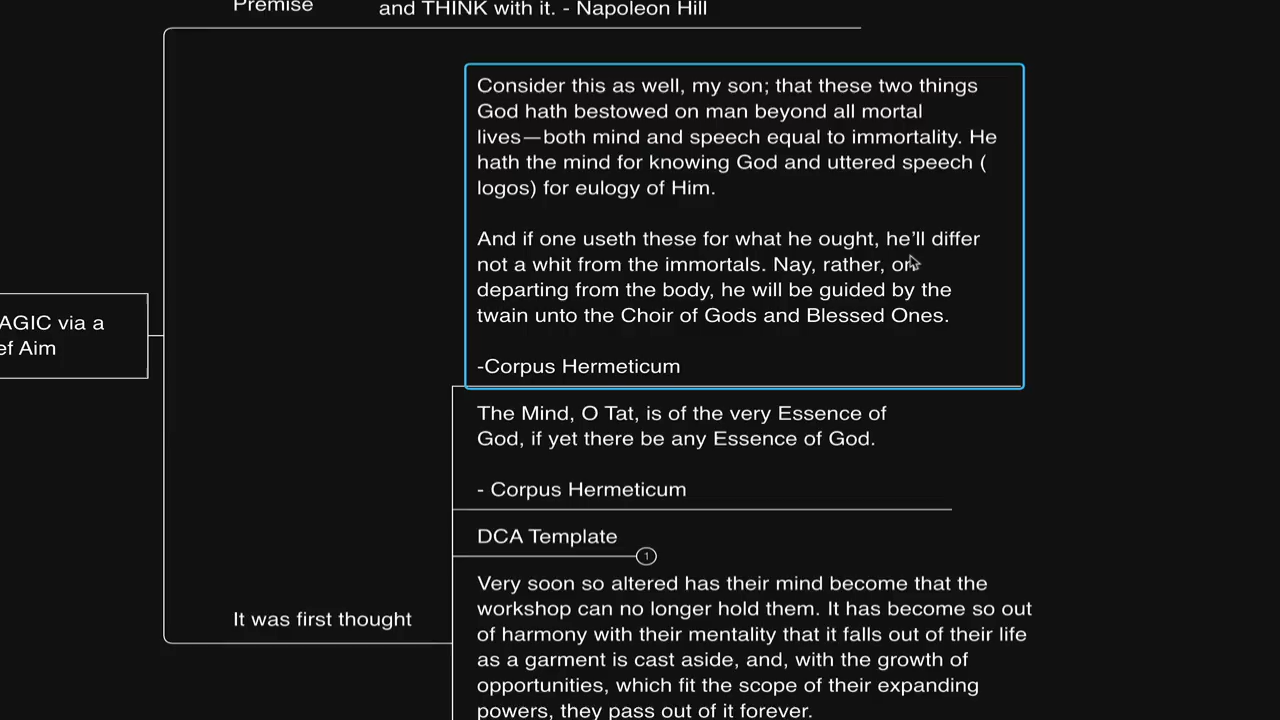 Premise
and THINK with it. - Napoleon Hill
Consider this as well, my son; that these two things
God hath bestowed on man beyond all mortal
lives—both mind and speech equal to immortality. He
hath the mind for knowing God and uttered speech (
logos) for eulogy of Him.
And if one useth these for what he ought, he’ll differ
not a whit from the immortals. Nay, rather, on
departing from the body, he will be guided by the
twain unto the Choir of Gods and Blessed Ones.
-Corpus Hermeticum
AGIC via a
ef Aim
The Mind, O Tat, is of the very Essence of
God, if yet there be any Essence of God.
- Corpus Hermeticum
DCA Template
1
It was first thought
Very soon so altered has their mind become that the
workshop can no longer hold them. It has become so out
of harmony with their mentality that it falls out of their life
as a garment is cast aside, and, with the growth of
opportunities, which fit the scope of their expanding
powers, they pass out of it forever.